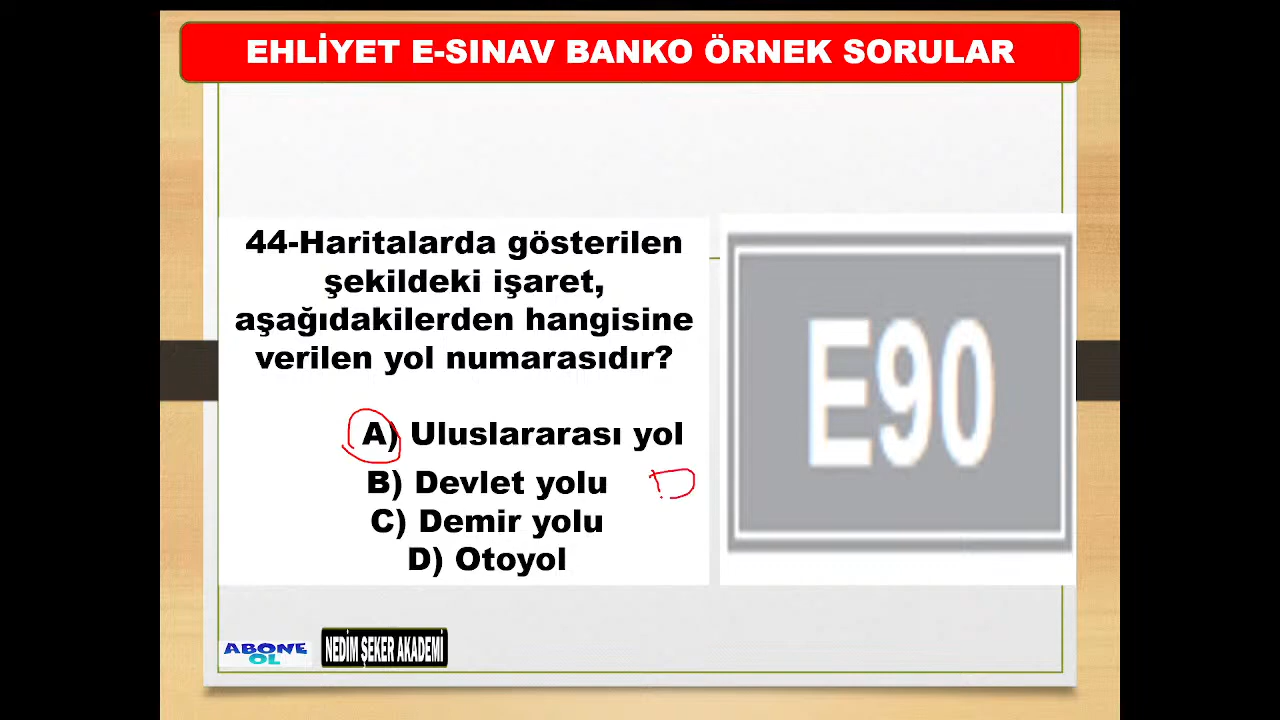 EHLİYET E-SINAV BANKO ÖRNEK SORULAR
44-Haritalarda gösterilen
şekildeki işaret,
aşağıdakilerden hangisine
verilen yol numarasıdır?
A) Uluslararası yol
B) Devlet yolu
D
C) Demir yolu
D) Otoyol
E90
ABONE
OL
NEDİM ŞEKER AKADEMİ